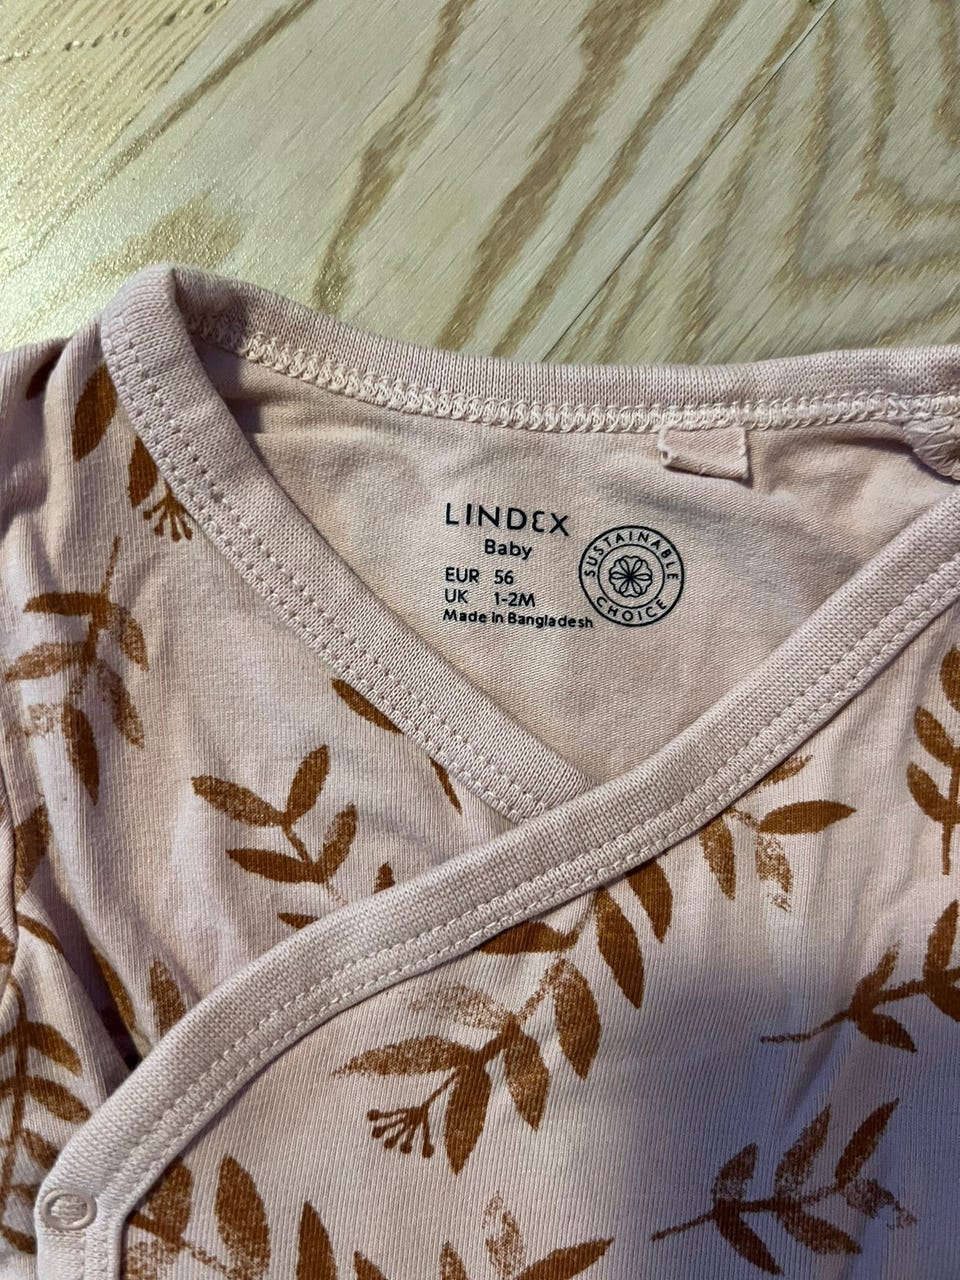 LINDEX
Baby
EUR 56
UK 1-2M
Made in Bangladesh
SUSTAINABLE
CHOICE